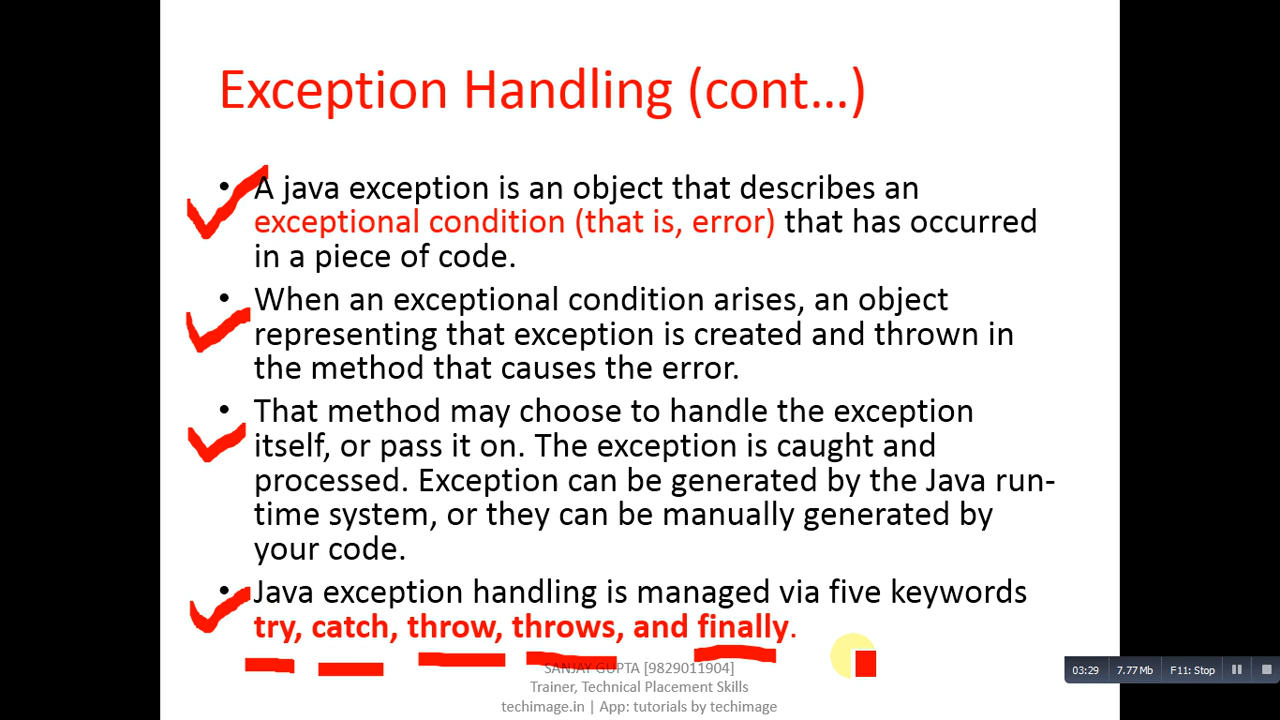 Exception Handling (cont…)
• A java exception is an object that describes an
exceptional condition (that is, error) that has occurred
in a piece of code.
• When an exceptional condition arises, an object
representing that exception is created and thrown in
the method that causes the error.
• That method may choose to handle the exception
itself, or pass it on. The exception is caught and
processed. Exception can be generated by the Java run-
time system, or they can be manually generated by
your code.
• Java exception handling is managed via five keywords
try, catch, throw, throws, and finally.
SANJAY GUPTA [9829011904]
Trainer, Technical Placement Skills
techimage.in | App: tutorials by techimage
03:29 7.77 Mb F11: Stop